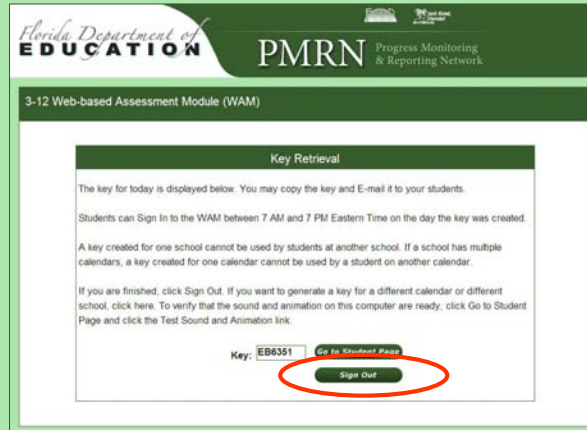 Florida Department of
EDUCATION
PMRN Progress Monitoring
& Reporting Network
3-12 Web-based Assessment Module (WAM)
Key Retrieval
The key for today is displayed below. You may copy the key and E-mail it to your students.
Students can Sign In to the WAM between 7 AM and 7 PM Eastern Time on the day the key was created.
A key created for one school cannot be used by students at another school. If a school has multiple
calendars, a key created for one calendar cannot be used by a student on another calendar.
If you are finished, click Sign Out. If you want to generate a key for a different calendar or different
school, click here. To verify that the sound and animation on this computer are ready, click Go to Student
Page and click the Test Sound and Animation link.
Key: EB6351 Go to Student Page
Sign Out